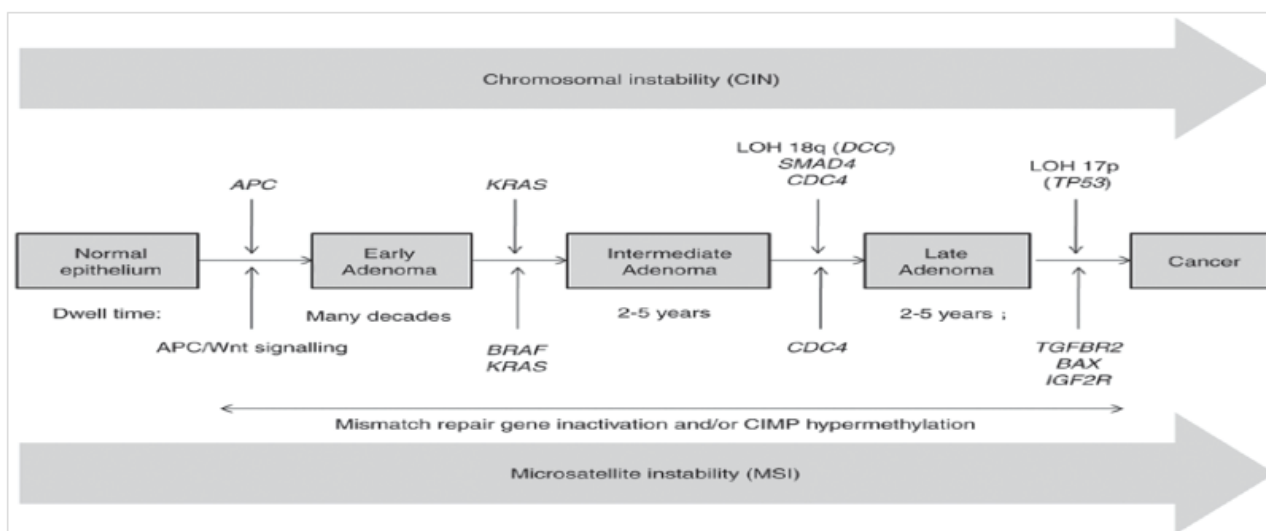 Chromosomal instability (CIN)
LOH 18q (DCC)
SMAD4
CDC4
LOH 17p
(TP53)
APC
KRAS
Normal
epithelium
Early
Adenoma
Intermediate
Adenoma
Late
Adenoma
Cancer
Dwell time:
Many decades
2-5 years
2-5 years ;
APC/Wnt signalling
BRAF
KRAS
CDC4
TGFBR2
BAX
IGF2R
Mismatch repair gene inactivation and/or CIMP hypermethylation
Microsatellite instability (MSI)